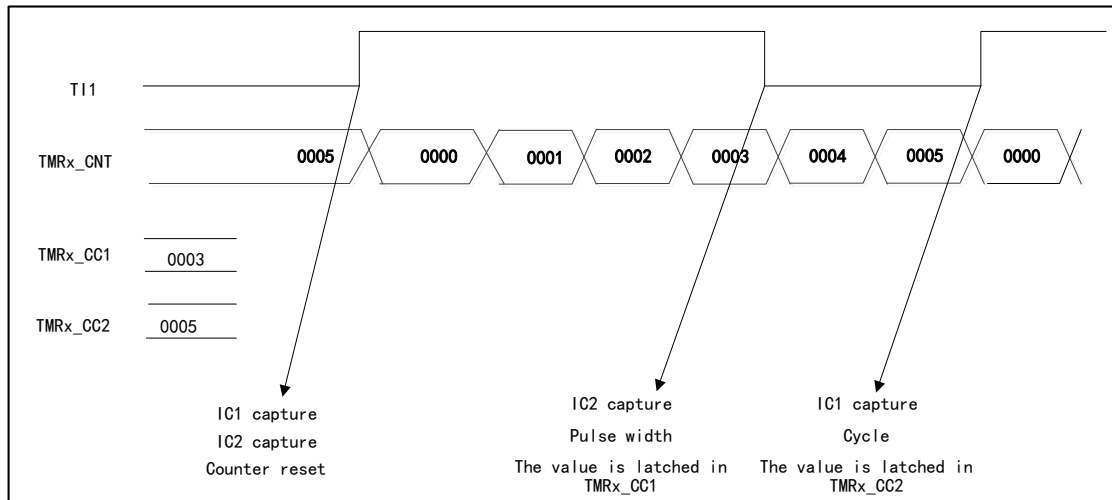 TI1
TMRx_CNT
0005 0000 0001 0002 0003 0004 0005 0000
TMRx_CC1
0003
TMRx_CC2
0005
IC1 capture
IC2 capture
Counter reset
IC2 capture
Pulse width
The value is latched in
TMRx_CC1
IC1 capture
Cycle
The value is latched in
TMRx_CC2